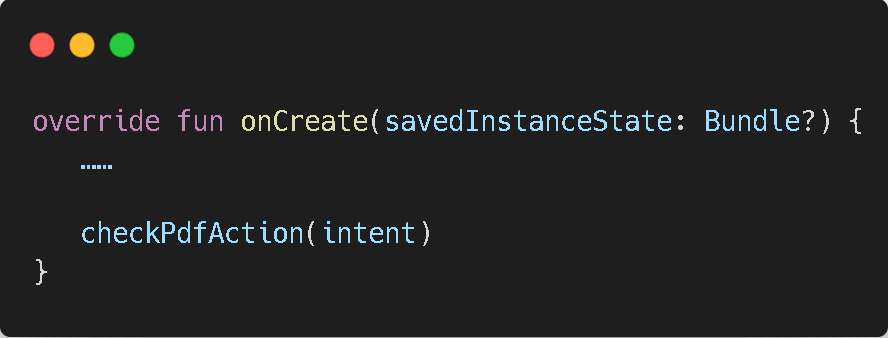 override fun onCreate(savedInstanceState: Bundle?) {
……
checkPdfAction(intent)
}